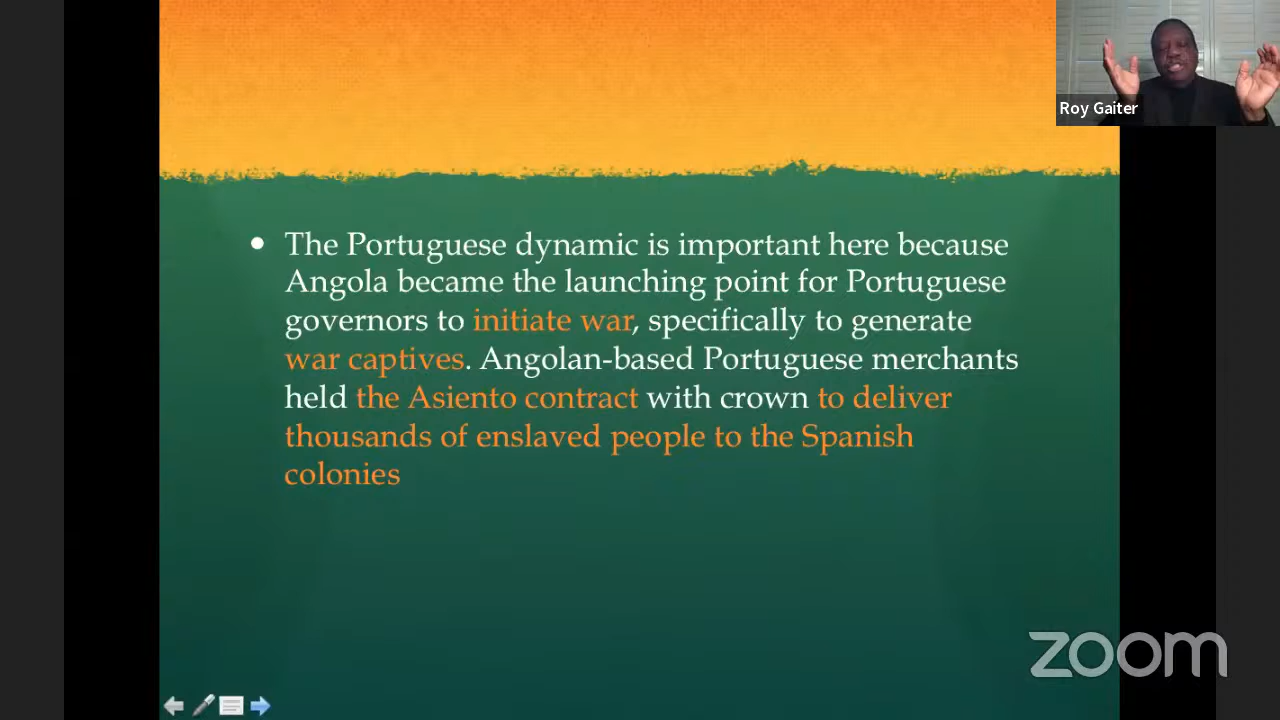 Roy Gaiter
• The Portuguese dynamic is important here because
Angola became the launching point for Portuguese
governors to initiate war, specifically to generate
war captives. Angolan-based Portuguese merchants
held the Asiento contract with crown to deliver
thousands of enslaved people to the Spanish
colonies
zoom